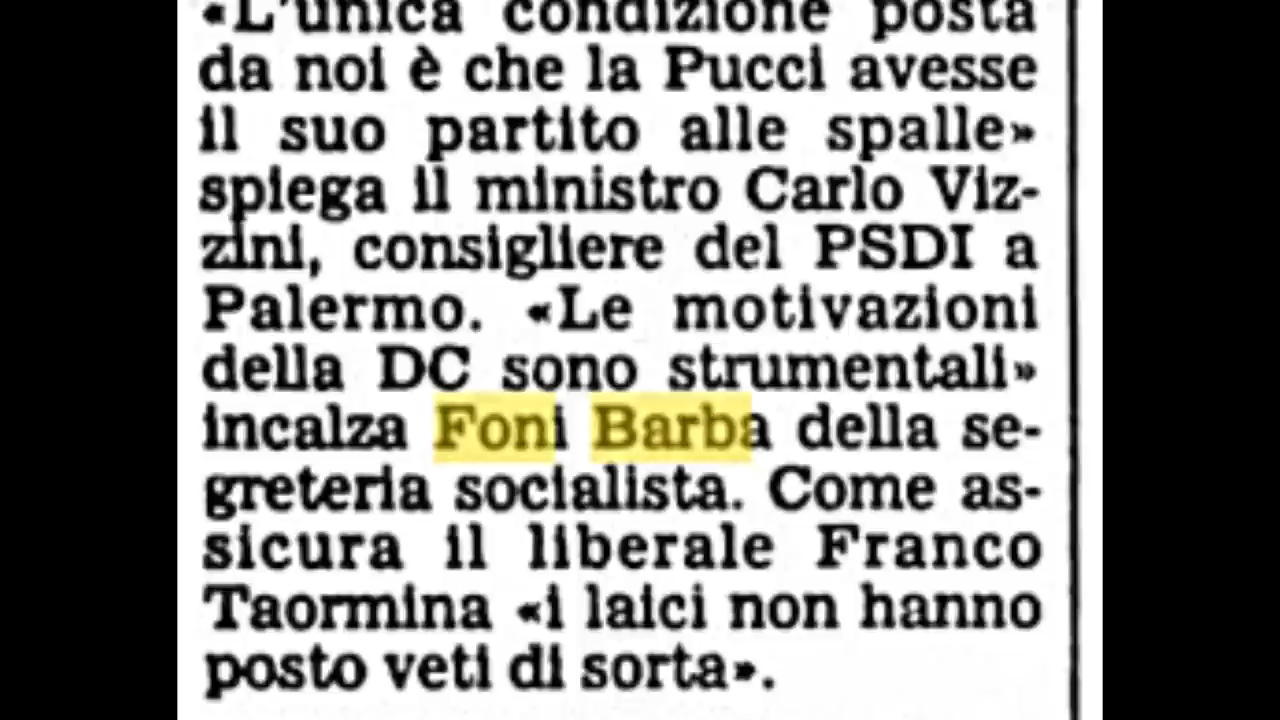 «L'unica condizione posta
da noi è che la Pucci avesse
il suo partito alle spalle»
spiega il ministro Carlo Viz-
zini, consigliere del PSDI a
Palermo. «Le motivazioni
della DC sono strumentali»
incalza Foni Barba della se-
greteria socialista. Come as-
sicura il liberale Franco
Taormina «i laici non hanno
posto veti di sorta».